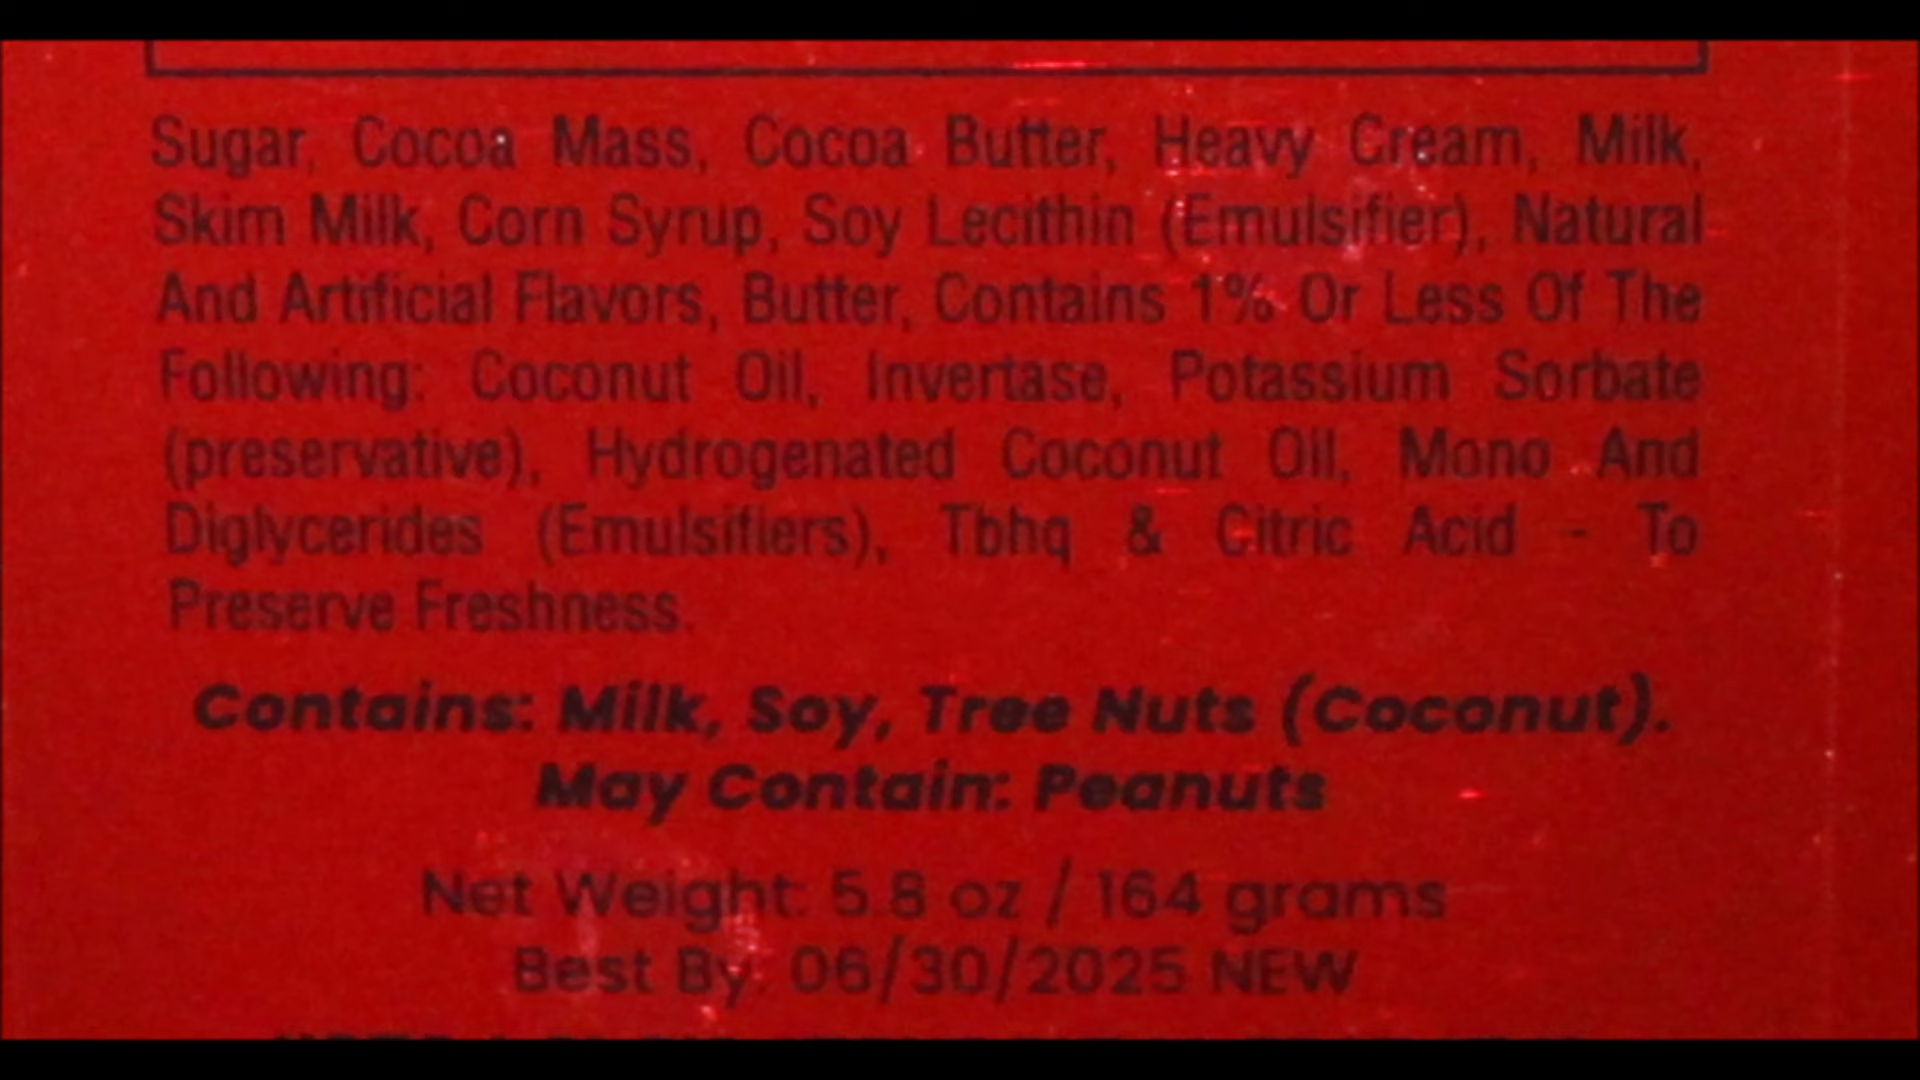 Sugar, Cocoa Mass, Cocoa Butter, Heavy Cream, Milk,
Skim Milk, Corn Syrup, Soy Lecithin (Emulsifier), Natural
And Artificial Flavors, Butter, Contains 1% Or Less Of The
Following: Coconut Oil, Invertase, Potassium Sorbate
(preservative), Hydrogenated Coconut Oil, Mono And
Diglycerides (Emulsifiers), Tbhq & Citric Acid - To
Preserve Freshness.
Contains: Milk, Soy, Tree Nuts (Coconut).
May Contain: Peanuts
Net Weight: 5.8 oz / 164 grams
Best By: 06/30/2025 NEW